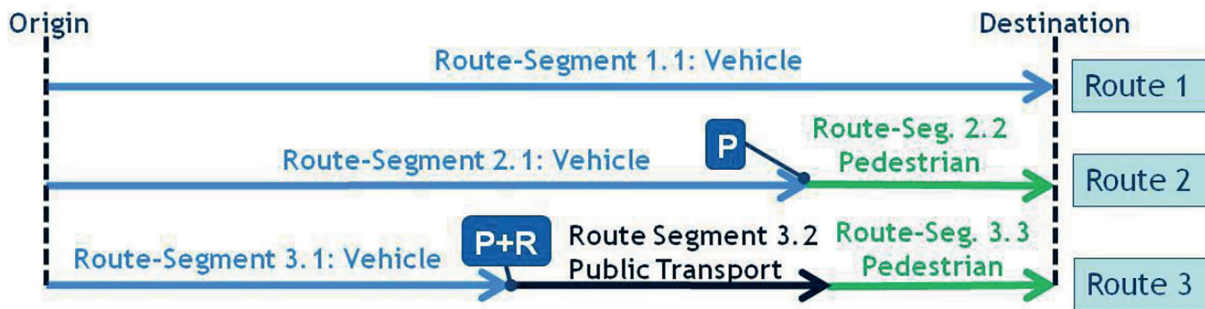 Origin
Destination
Route-Segment 1.1: Vehicle
Route 1
Route-Segment 2.1: Vehicle
P
Route-Seg. 2.2
Pedestrian
Route 2
Route-Segment 3.1: Vehicle
P+R
Route Segment 3.2
Public Transport
Route-Seg. 3.3
Pedestrian
Route 3